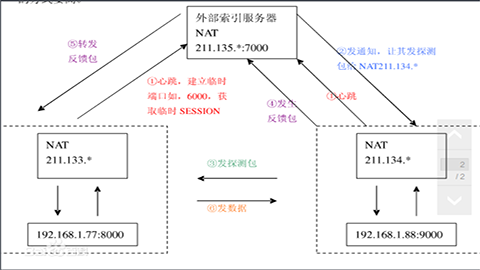 外部索引服务器
NAT
211.135.*:7000
⑤转发
反馈包
①心跳，建立临时
端口如，6000，获
取临时 SESSION
②发通知，让其发探测
包给 NAT211.134.*
④发生
反馈包
①心跳
NAT
211.133.*
NAT
211.134.*
③发探测包
⑥发数据
192.168.1.77:8000
192.168.1.88:9000
2
/2